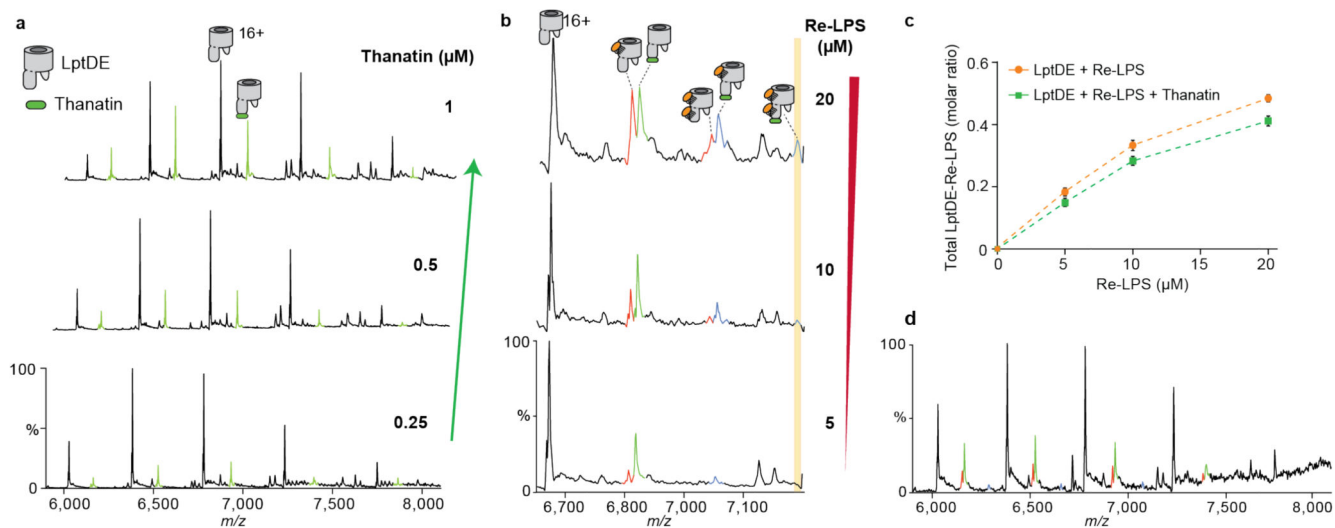 a
LptDE
Thanatin
16+
Thanatin (μM)
1
0.5
0.25
100
%
0
6,000 6,500 7,000 7,500 8,000
m/z
b
16+
Re-LPS
(μM)
20
10
5
100
%
0
6,700 6,800 6,900 7,000 7,100
m/z
c
Total LptDE-Re-LPS (molar ratio)
0.6
0.4
0.2
0
0 5 10 15 20
Re-LPS (μM)
LptDE + Re-LPS
LptDE + Re-LPS + Thanatin
d
100
%
0
6,000 6,500 7,000 7,500 8,000
m/z